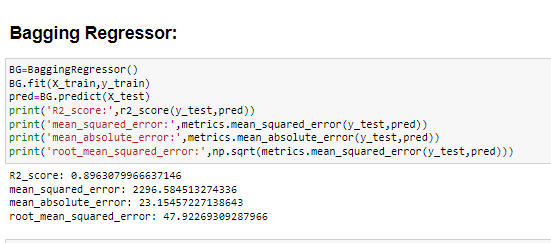 Bagging Regressor:
BG=BaggingRegressor()
BG.fit(X_train,y_train)
pred=BG.predict(X_test)
print('R2_score:',r2_score(y_test,pred))
print('mean_squared_error:',metrics.mean_squared_error(y_test,pred))
print('mean_absolute_error:',metrics.mean_absolute_error(y_test,pred))
print('root_mean_squared_error:',np.sqrt(metrics.mean_squared_error(y_test,pred)))
R2_score: 0.8963079966637146
mean_squared_error: 2296.584513274336
mean_absolute_error: 23.15457227138643
root_mean_squared_error: 47.92269309287966